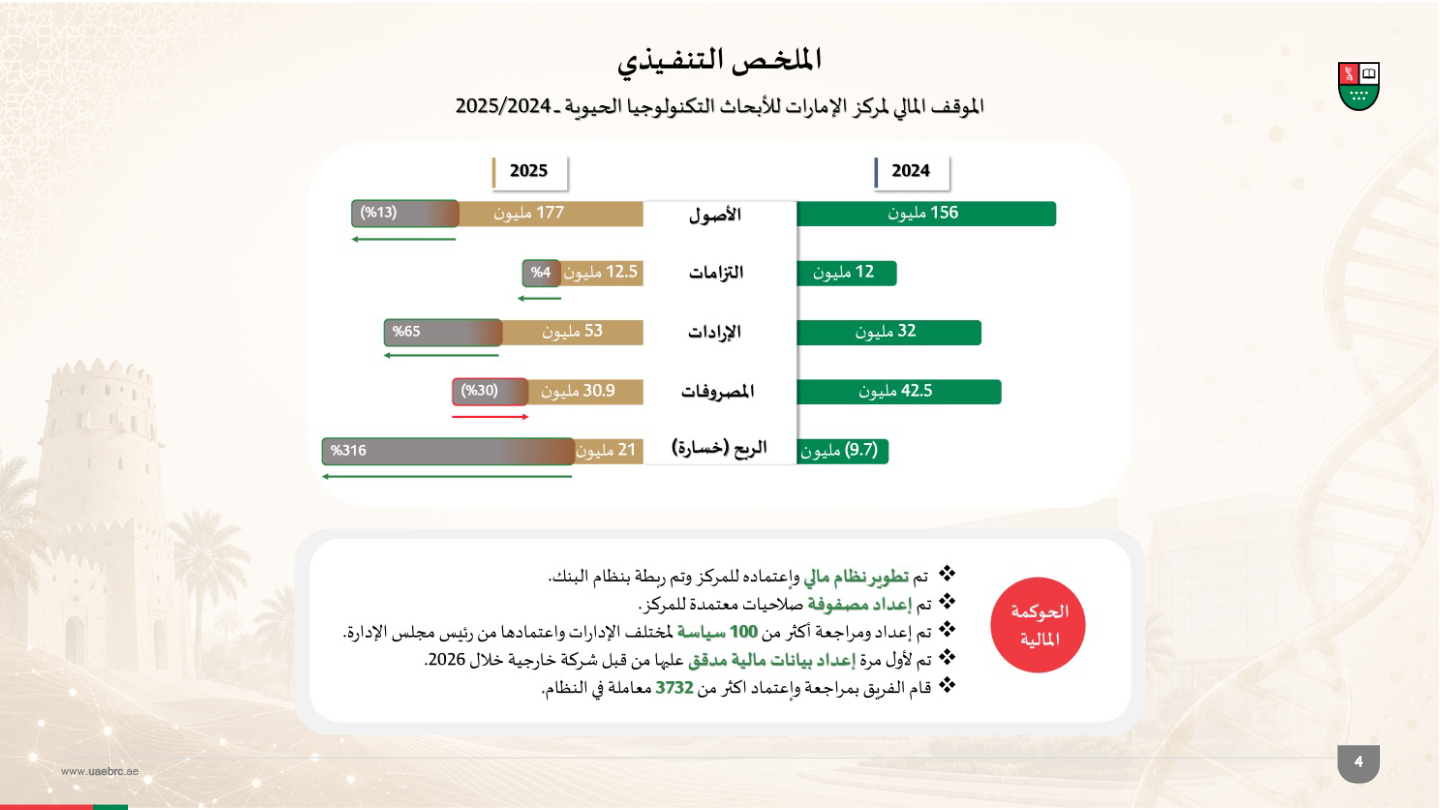 الملخص التنفيذي
الموقف المالي لمركز الإمارات للأبحاث التكنولوجيا الحيوية ـ 2025/2024
2024
2025
156 مليون
الأصول
177 مليون
(%13)
12 مليون
التزامات
12.5 مليون
%4
32 مليون
الإرادات
53 مليون
%65
42.5 مليون
المصروفات
30.9 مليون
(%30)
(9.7) مليون
الربح (خسارة)
21 مليون
%316
الحوكمة
المالية
❖ تم تطوير نظام مالي وإعتماده للمركز وتم ربطة بنظام البنك.
❖ تم إعداد مصفوفة صلاحيات معتمدة للمركز.
❖ تم إعداد ومراجعة أكثر من 100 سياسة لمختلف الإدارات واعتمادها من رئيس مجلس الإدارة.
❖ تم لأول مرة إعداد بيانات مالية مدقق عليها من قبل شركة خارجية خلال 2026.
❖ قام الفريق بمراجعة وإعتماد اكثر من 3732 معاملة في النظام.
www.uaebrc.ae
4